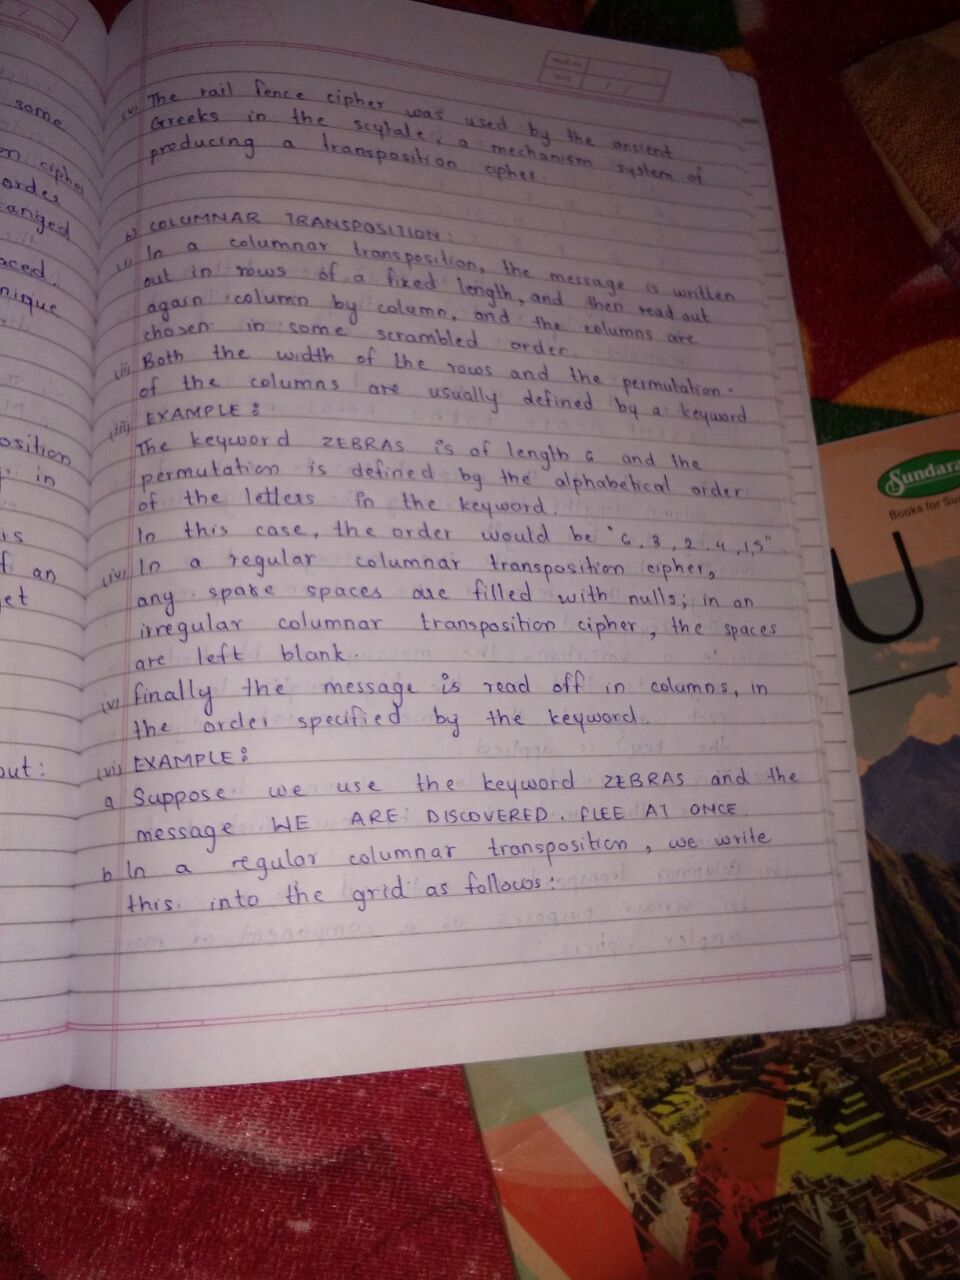 some
order
anged
aced,
nique
osition
in
is
an
et
out:
(v) The rail fence cipher was used by the ancient
Greeks in the scytale, a mechanism system of
producing a transposition cipher.
b) COLUMNAR TRANSPOSITION:
(i) In a columnar transposition, the message is written
out in rows of a fixed length, and then read out
again column by column, and the columns are
chosen in some scrambled order.
(ii) Both the width of the rows and the permutation
of the columns are usually defined by a keyword
(iii) EXAMPLE:
The keyword ZEBRAS is of length 6 and the
permutation is defined by the alphabetical order
of the letters in the keyword.
In this case, the order would be "6, 3, 2, 4, 1, 5"
(iv) In a regular columnar transposition cipher,
any spare spaces are filled with nulls; in an
irregular columnar transposition cipher, the spaces
are left blank.
(v) finally the message is read off in columns, in
the order specified by the keyword.
(vi) EXAMPLE:
a Suppose we use the keyword ZEBRAS and the
message WE ARE DISCOVERED. FLEE AT ONCE
b In a regular columnar transposition, we write
this into the grid as follows:
Sundara
Books for Su
U